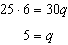 25 · 6 = 30q
5 = q